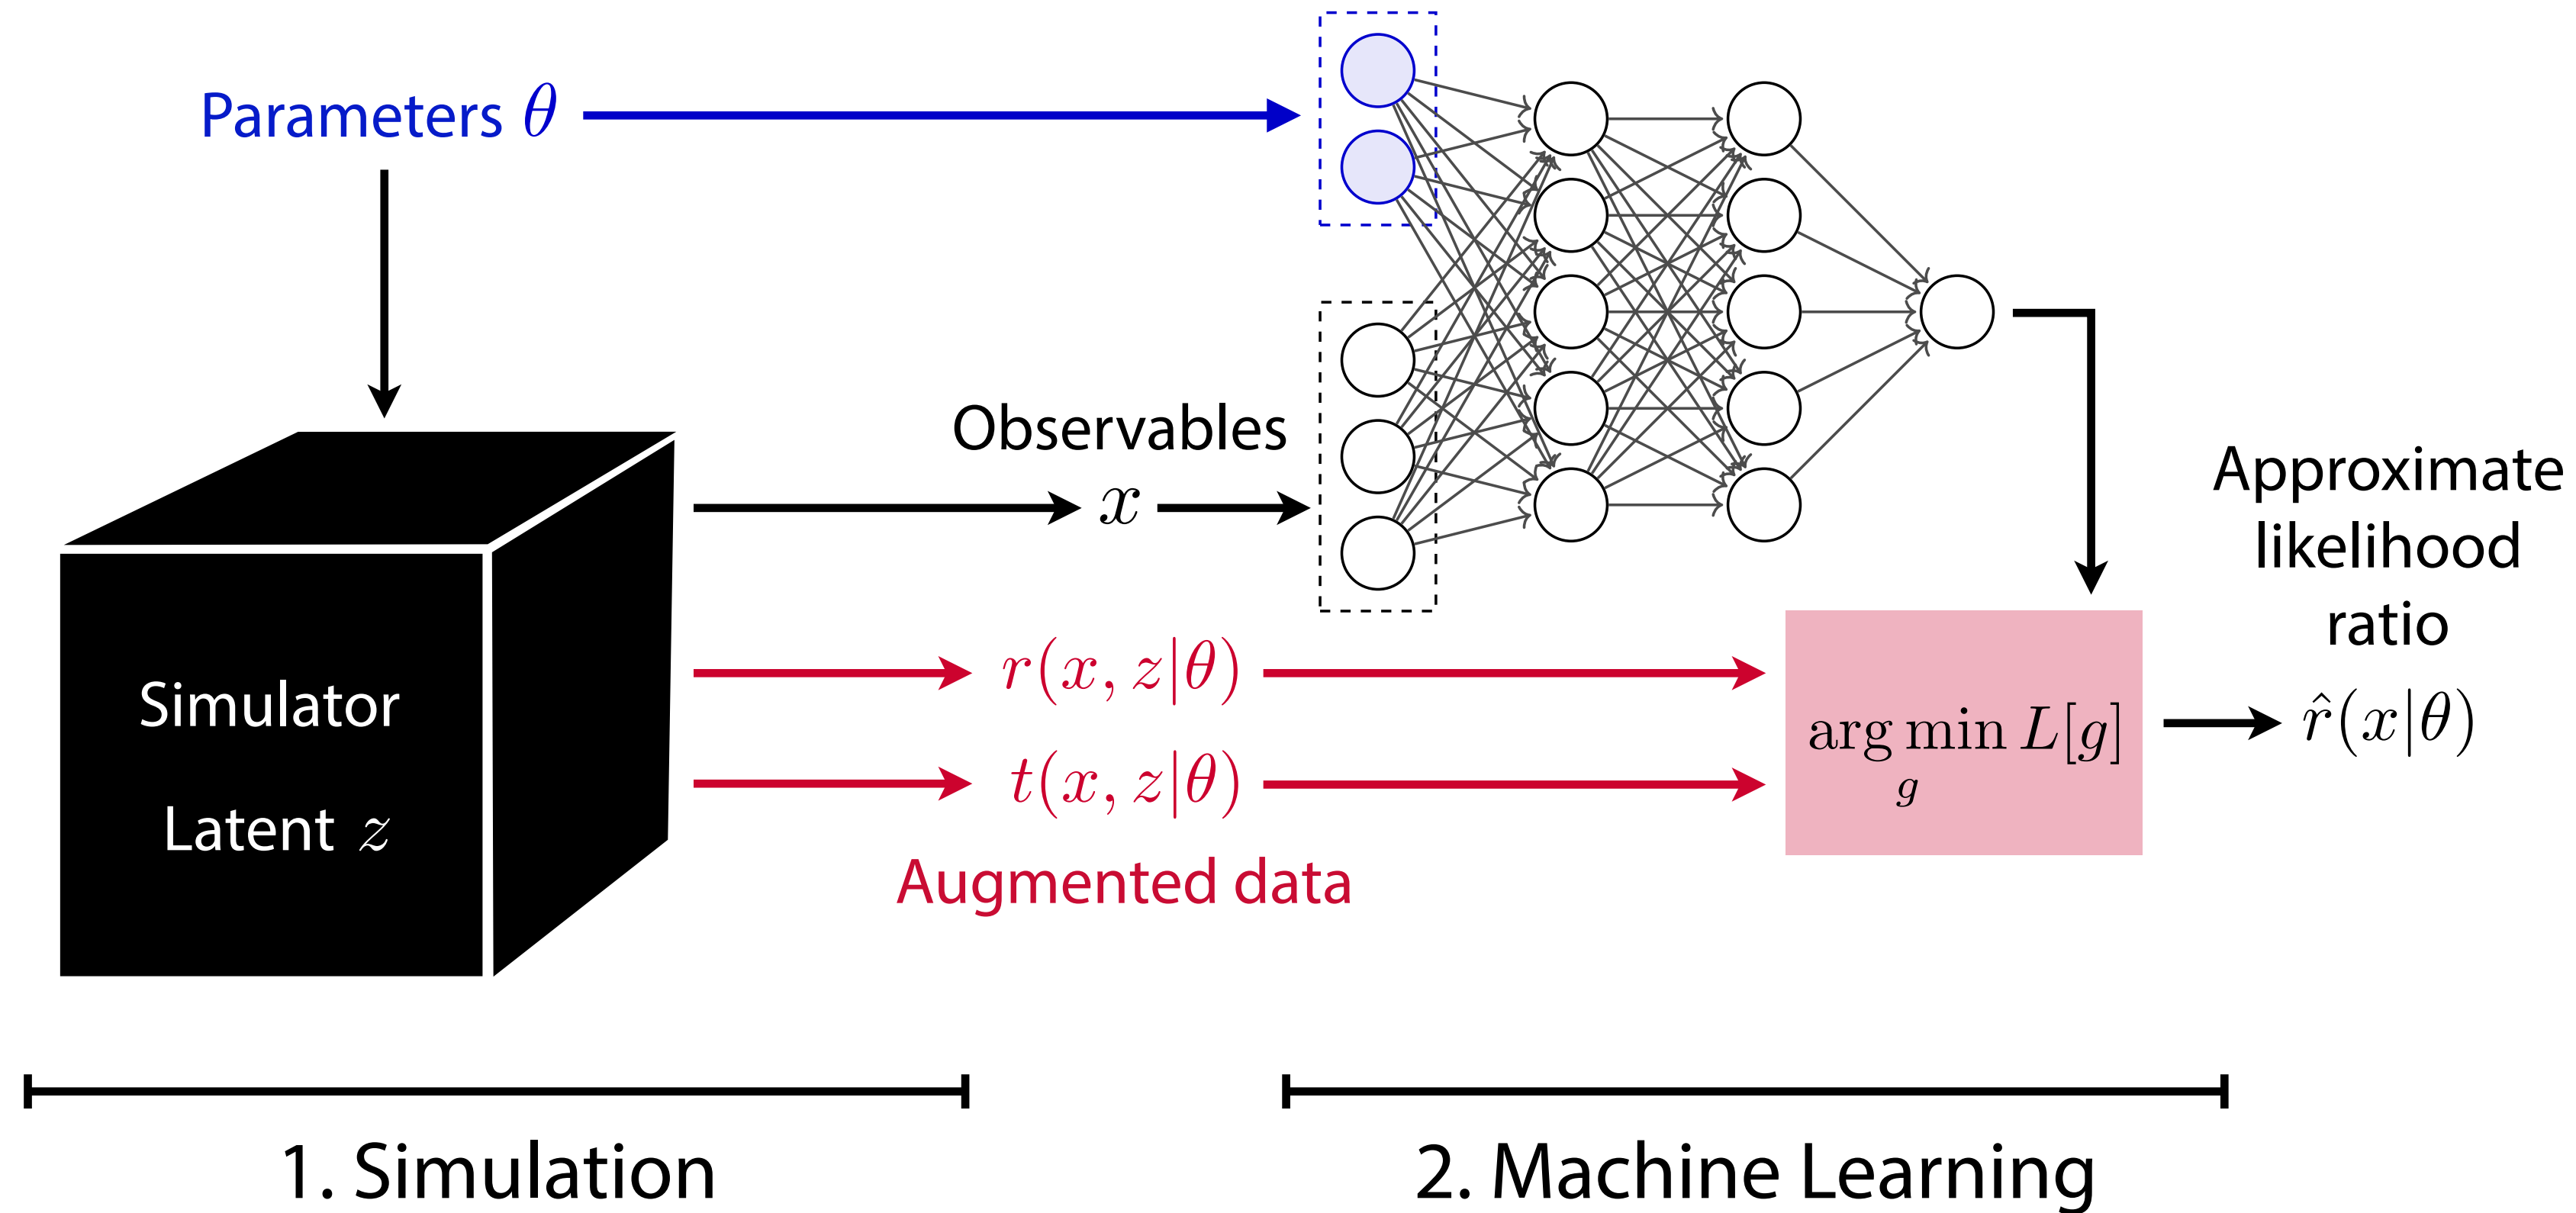 Parameters θ
Observables
x
Simulator
Latent z
r(x, z|θ)
t(x, z|θ)
Augmented data
arg min L[g]
g
Approximate
likelihood
ratio
r̂(x|θ)
1. Simulation
2. Machine Learning